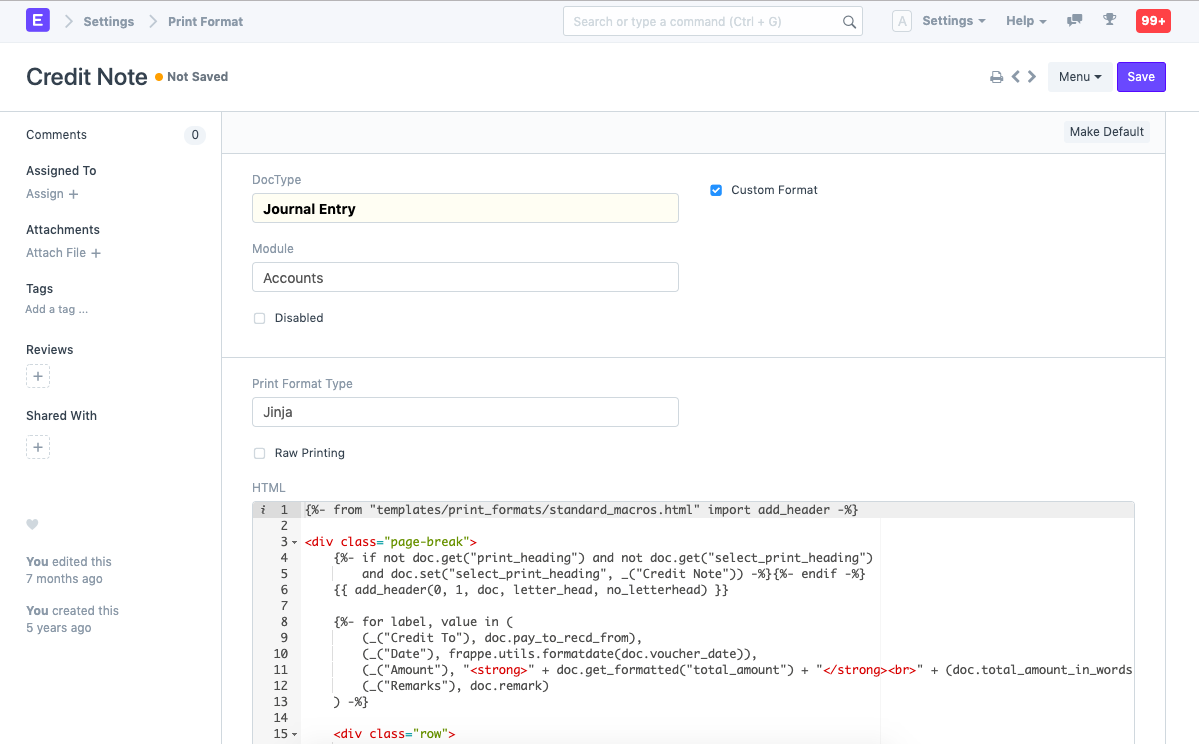 E Settings Print Format Search or type a command (Ctrl + G) A Settings Help 99+
Credit Note Not Saved Menu Save
Comments 0
Assigned To
Assign +
Attachments
Attach File +
Tags
Add a tag ...
Reviews
+
Shared With
+
You edited this
7 months ago
You created this
5 years ago
Make Default
DocType
Journal Entry
Custom Format
Module
Accounts
Disabled
Print Format Type
Jinja
Raw Printing
HTML
i 1 {%- from "templates/print_formats/standard_macros.html" import add_header -%}
2
3 <div class="page-break">
4     {%- if not doc.get("print_heading") and not doc.get("select_print_heading")
5         and doc.set("select_print_heading", _("Credit Note")) -%}{%- endif -%}
6     {{ add_header(0, 1, doc, letter_head, no_letterhead) }}
7
8     {%- for label, value in (
9         (_("Credit To"), doc.pay_to_recd_from),
10         (_("Date"), frappe.utils.formatdate(doc.voucher_date)),
11         (_("Amount"), "<strong>" + doc.get_formatted("total_amount") + "</strong><br>" + (doc.total_amount_in_words
12         (_("Remarks"), doc.remark)
13     ) -%}
14
15     <div class="row">